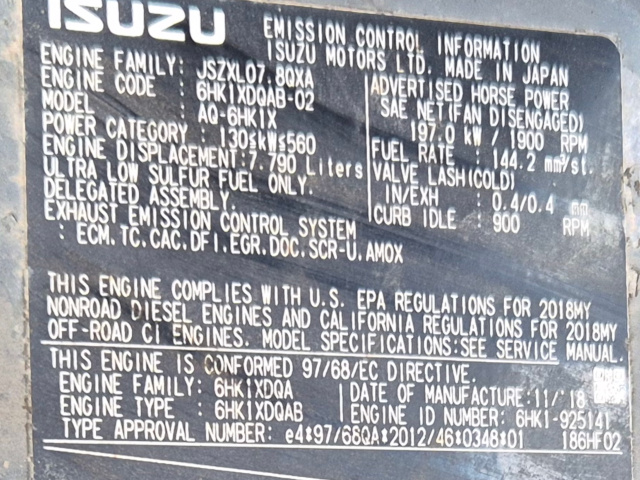 ISUZU
EMISSION CONTROL INFORMATION
ISUZU MOTORS LTD. MADE IN JAPAN
ENGINE FAMILY: JSZXL07.8QXA
ENGINE CODE : 6HK1XDQAB-02
MODEL : AQ-6HK1X
POWER CATEGORY : 130≤kW≤560
ENGINE DISPLACEMENT:7.790 Liters
ULTRA LOW SULFUR FUEL ONLY.
DELEGATED ASSEMBLY.
EXHAUST EMISSION CONTROL SYSTEM
: ECM.TC.CAC.DFI.EGR.DOC.SCR-U.AMOX
ADVERTISED HORSE POWER
SAE NET(FAN DISENGAGED)
197.0 kW / 1900 RPM
FUEL RATE : 144.2 mm³/st.
VALVE LASH(COLD)
IN/EXH : 0.4/0.4 mm
CURB IDLE : 900 RPM
THIS ENGINE COMPLIES WITH U.S. EPA REGULATIONS FOR 2018MY
NONROAD DIESEL ENGINES AND CALIFORNIA REGULATIONS FOR 2018MY
OFF-ROAD CI ENGINES. MODEL SPECIFICATIONS:SEE SERVICE MANUAL.
THIS ENGINE IS CONFORMED 97/68/EC DIRECTIVE.
ENGINE FAMILY : 6HK1XDQA
ENGINE TYPE : 6HK1XDQAB
DATE OF MANUFACTURE:11/'18
ENGINE ID NUMBER: 6HK1-925141
TYPE APPROVAL NUMBER: e4*97/68QA*2012/46*0348*01
186HF02